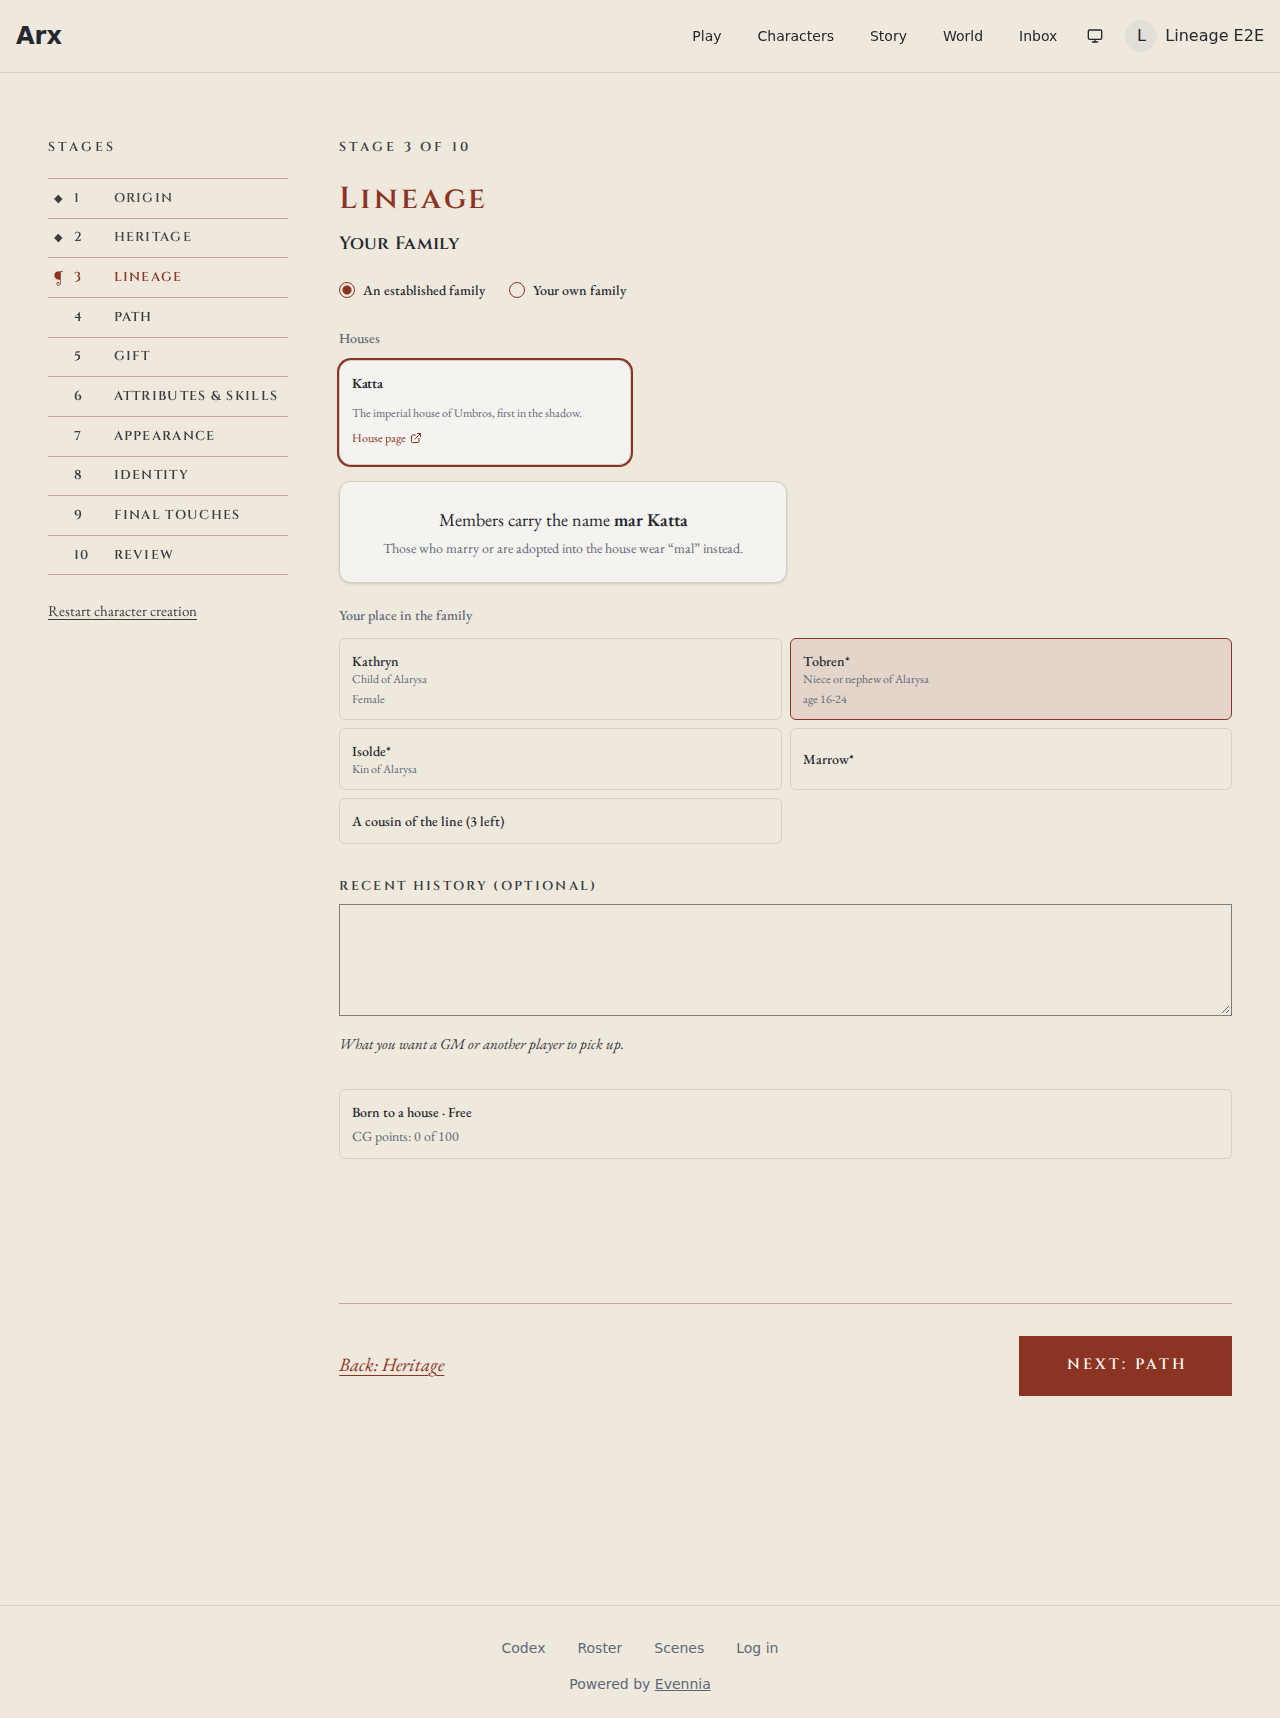 Arx
Play
Characters
Story
World
Inbox
L
Lineage E2E
STAGES
◆ 1 ORIGIN
◆ 2 HERITAGE
¶ 3 LINEAGE
4 PATH
5 GIFT
6 ATTRIBUTES & SKILLS
7 APPEARANCE
8 IDENTITY
9 FINAL TOUCHES
10 REVIEW
Restart character creation
STAGE 3 OF 10
LINEAGE
YOUR FAMILY
An established family
Your own family
Houses
Katta
The imperial house of Umbros, first in the shadow.
House page
Members carry the name mar Katta
Those who marry or are adopted into the house wear “mal” instead.
Your place in the family
Kathryn
Child of Alarysa
Female
Tobren*
Niece or nephew of Alarysa
age 16-24
Isolde*
Kin of Alarysa
Marrow*
A cousin of the line (3 left)
RECENT HISTORY (OPTIONAL)
What you want a GM or another player to pick up.
Born to a house · Free
CG points: 0 of 100
Back: Heritage
NEXT: PATH
Codex
Roster
Scenes
Log in
Powered by Evennia